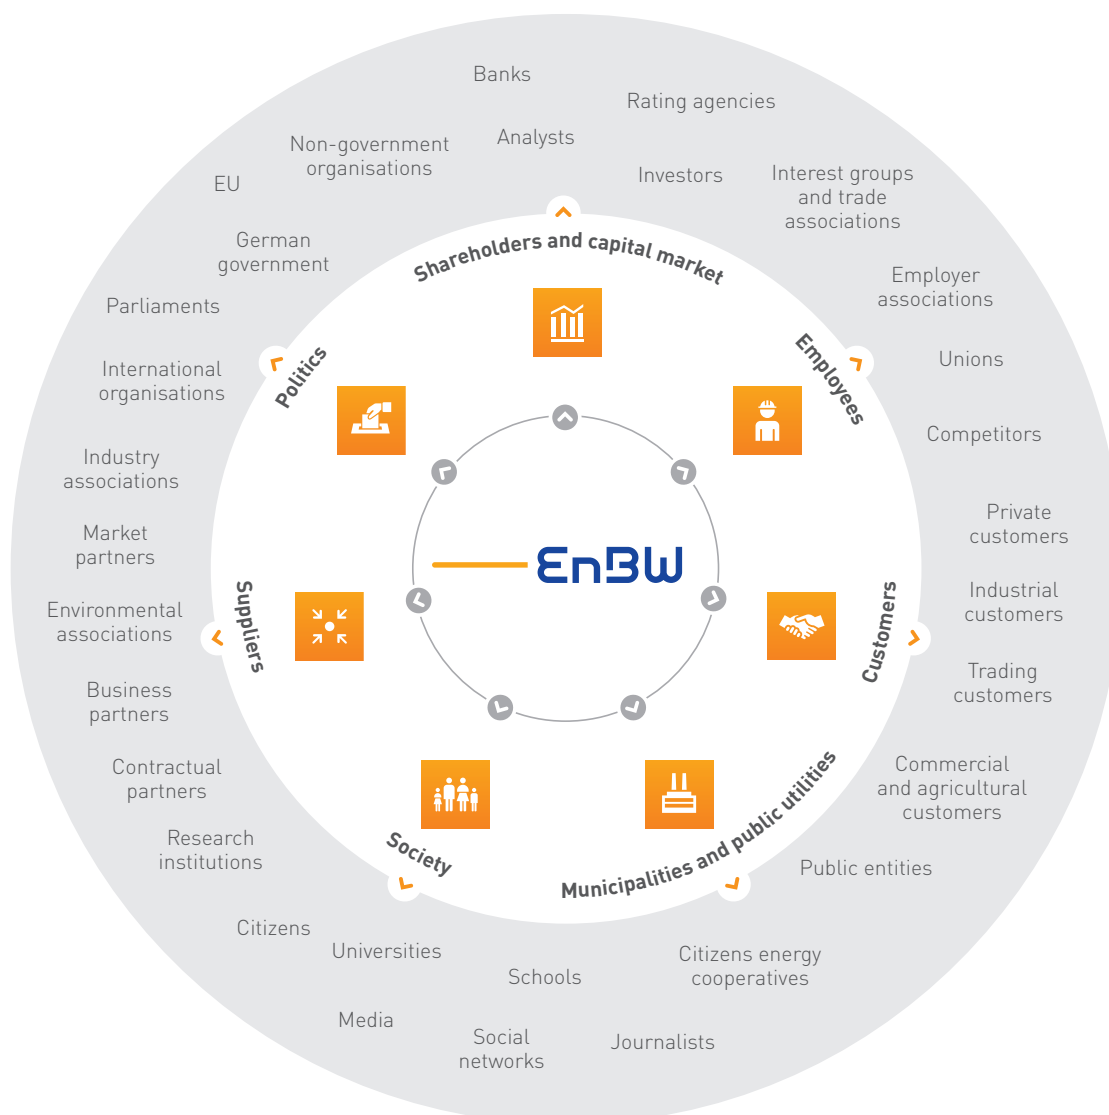 Banks
Rating agencies
Analysts
Non-government
organisations
Investors
Interest groups
and trade
associations
EU
German
government
Shareholders and capital market
Employer
associations
Parliaments
Politics
Employees
Unions
International
organisations
Competitors
Industry
associations
Private
customers
Market
partners
EnBW
Industrial
customers
Environmental
associations
Suppliers
Customers
Trading
customers
Business
partners
Contractual
partners
Commercial
and agricultural
customers
Research
institutions
Society
Municipalities and public utilities
Public entities
Citizens
Universities
Schools
Citizens energy
cooperatives
Media
Social
networks
Journalists